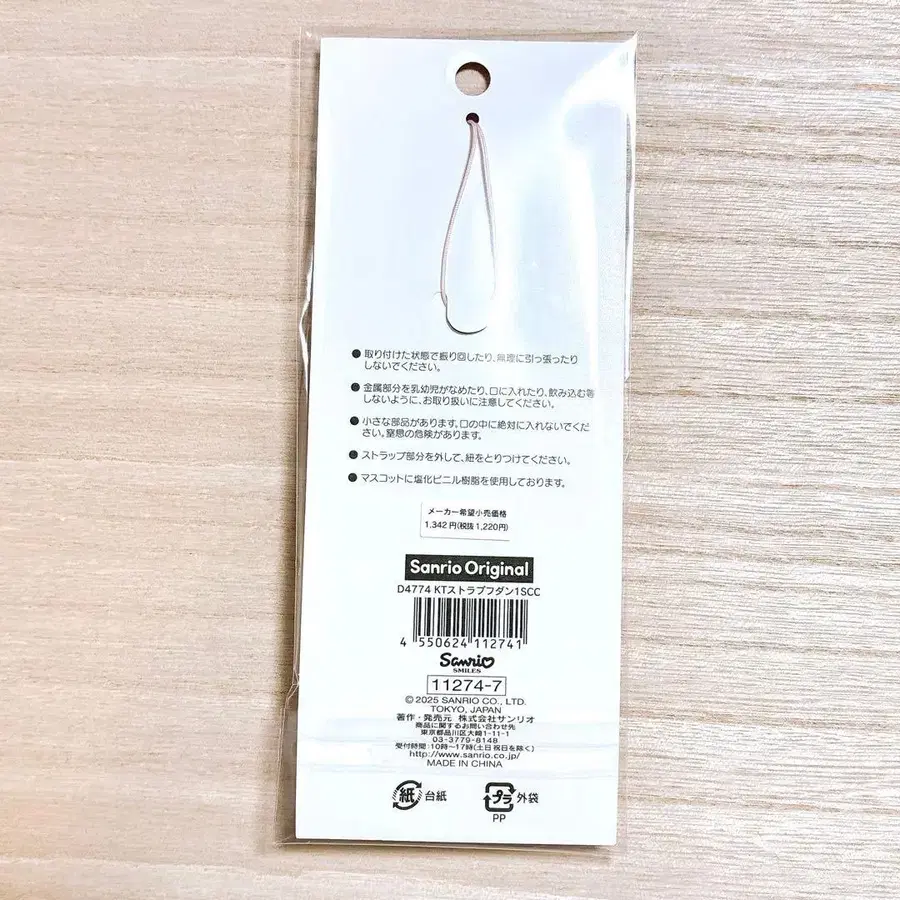 ● 取り付けた状態で振り回したり、無理に引っ張ったり
しないでください。
● 金属部分を乳幼児がなめたり、口に入れたり、飲み込む等
しないように、お取り扱いに注意してください。
● 小さな部品があります。口の中に絶対に入れないでくだ
さい。窒息の危険があります。
● ストラップ部分を外して、紐をとりつけてください。
● マスコットに塩化ビニル樹脂を使用しております。
メーカー希望小売価格
1,342円(税抜1,220円)
Sanrio Original
D4774 KTストラプフダン1SCC
4 550624 112741
Sanrio
SMILES
11274-7
© 2025 SANRIO CO., LTD.
TOKYO, JAPAN
著作・発売元 株式会社サンリオ
商品に関するお問い合わせ先
東京都品川区大崎1-11-1
03-3779-8148
受付時間:10時〜17時(土日祝日を除く)
http://www.sanrio.co.jp/
MADE IN CHINA
紙 台紙
プラ 外袋
PP